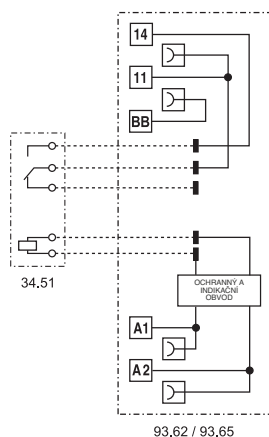 14
11
BB
34.51
OCHRANNÝ A
INDIKAČNÍ
OBVOD
A1
A2
93.62 / 93.65